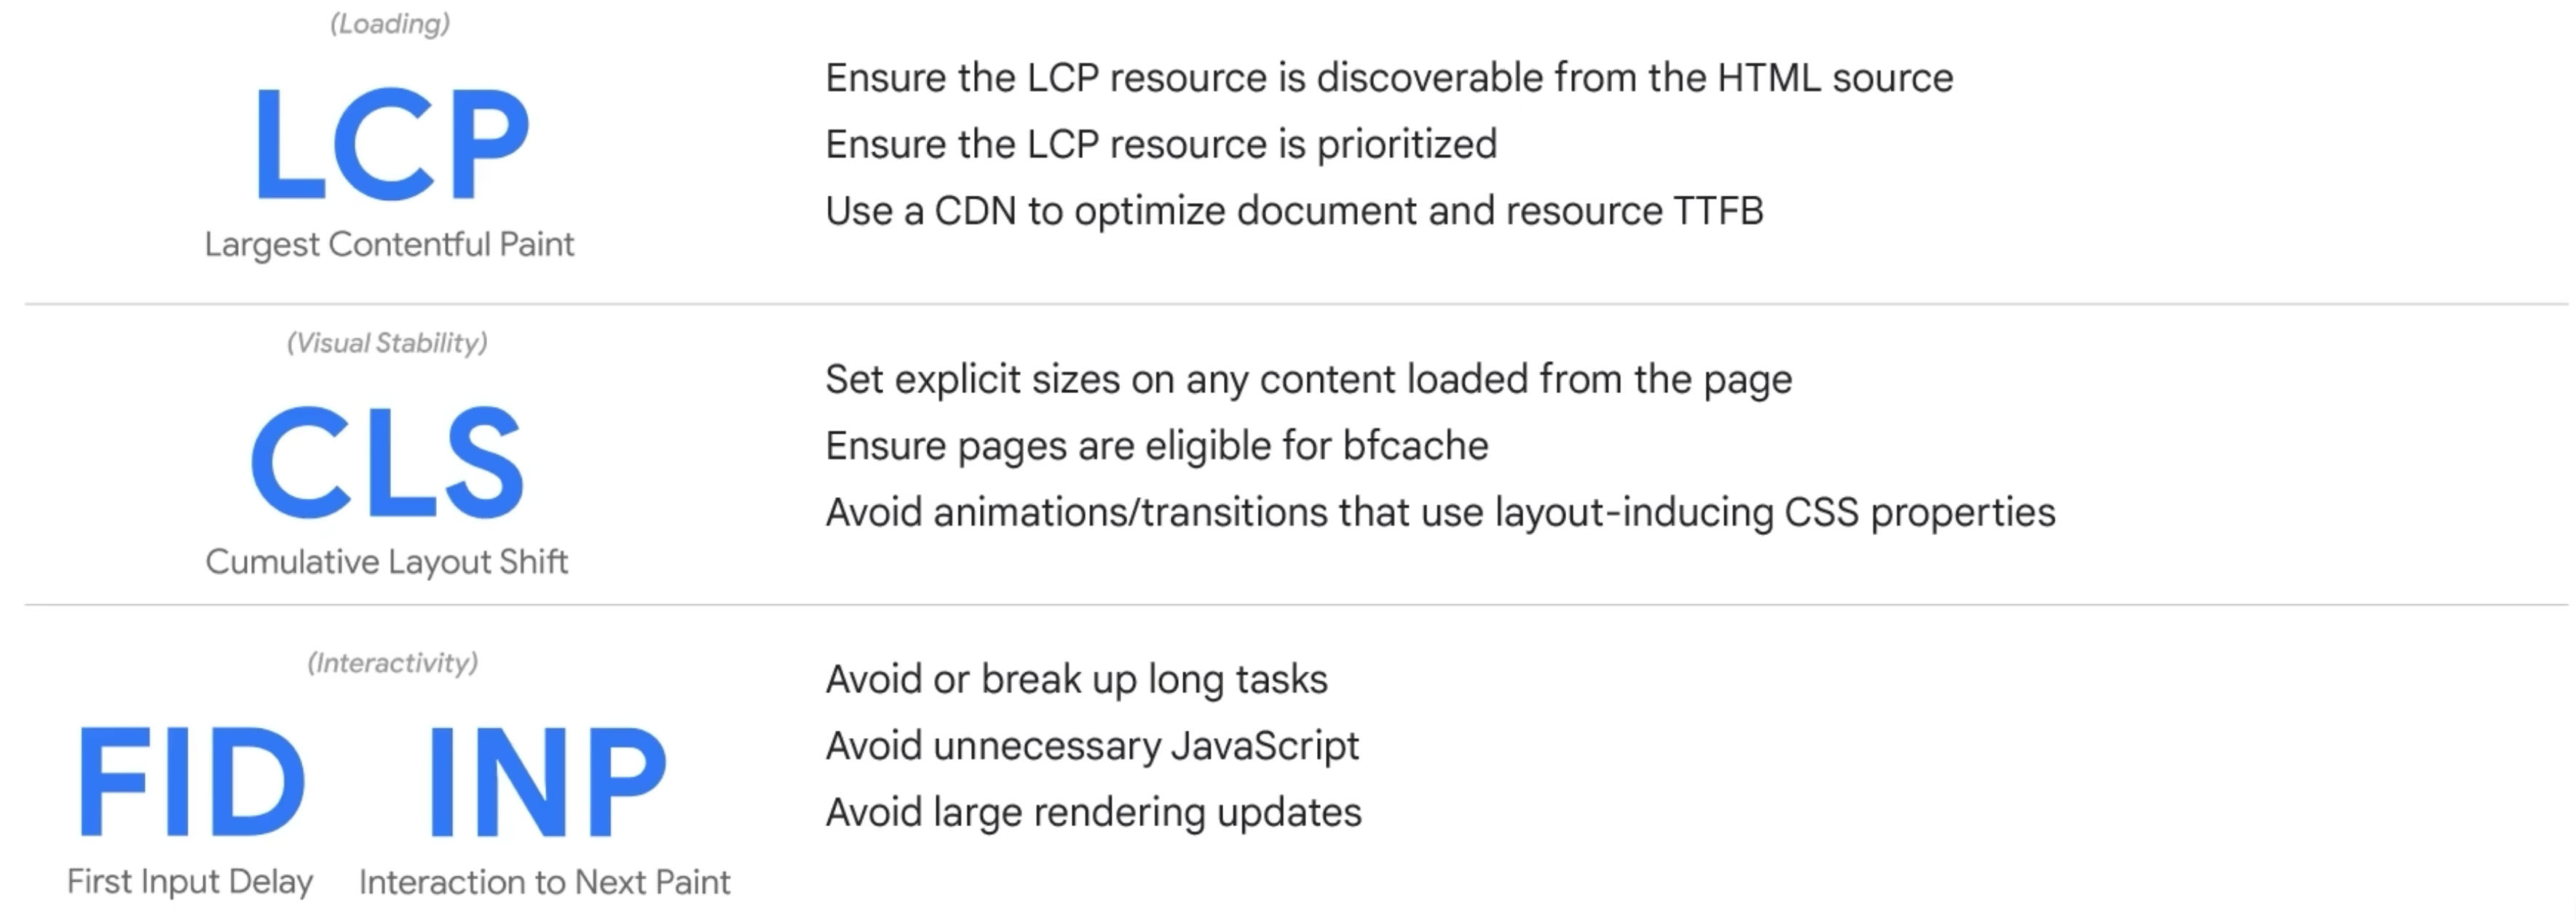 (Loading)
LCP
Largest Contentful Paint
Ensure the LCP resource is discoverable from the HTML source
Ensure the LCP resource is prioritized
Use a CDN to optimize document and resource TTFB
(Visual Stability)
CLS
Cumulative Layout Shift
Set explicit sizes on any content loaded from the page
Ensure pages are eligible for bfcache
Avoid animations/transitions that use layout-inducing CSS properties
(Interactivity)
FID INP
First Input Delay Interaction to Next Paint
Avoid or break up long tasks
Avoid unnecessary JavaScript
Avoid large rendering updates